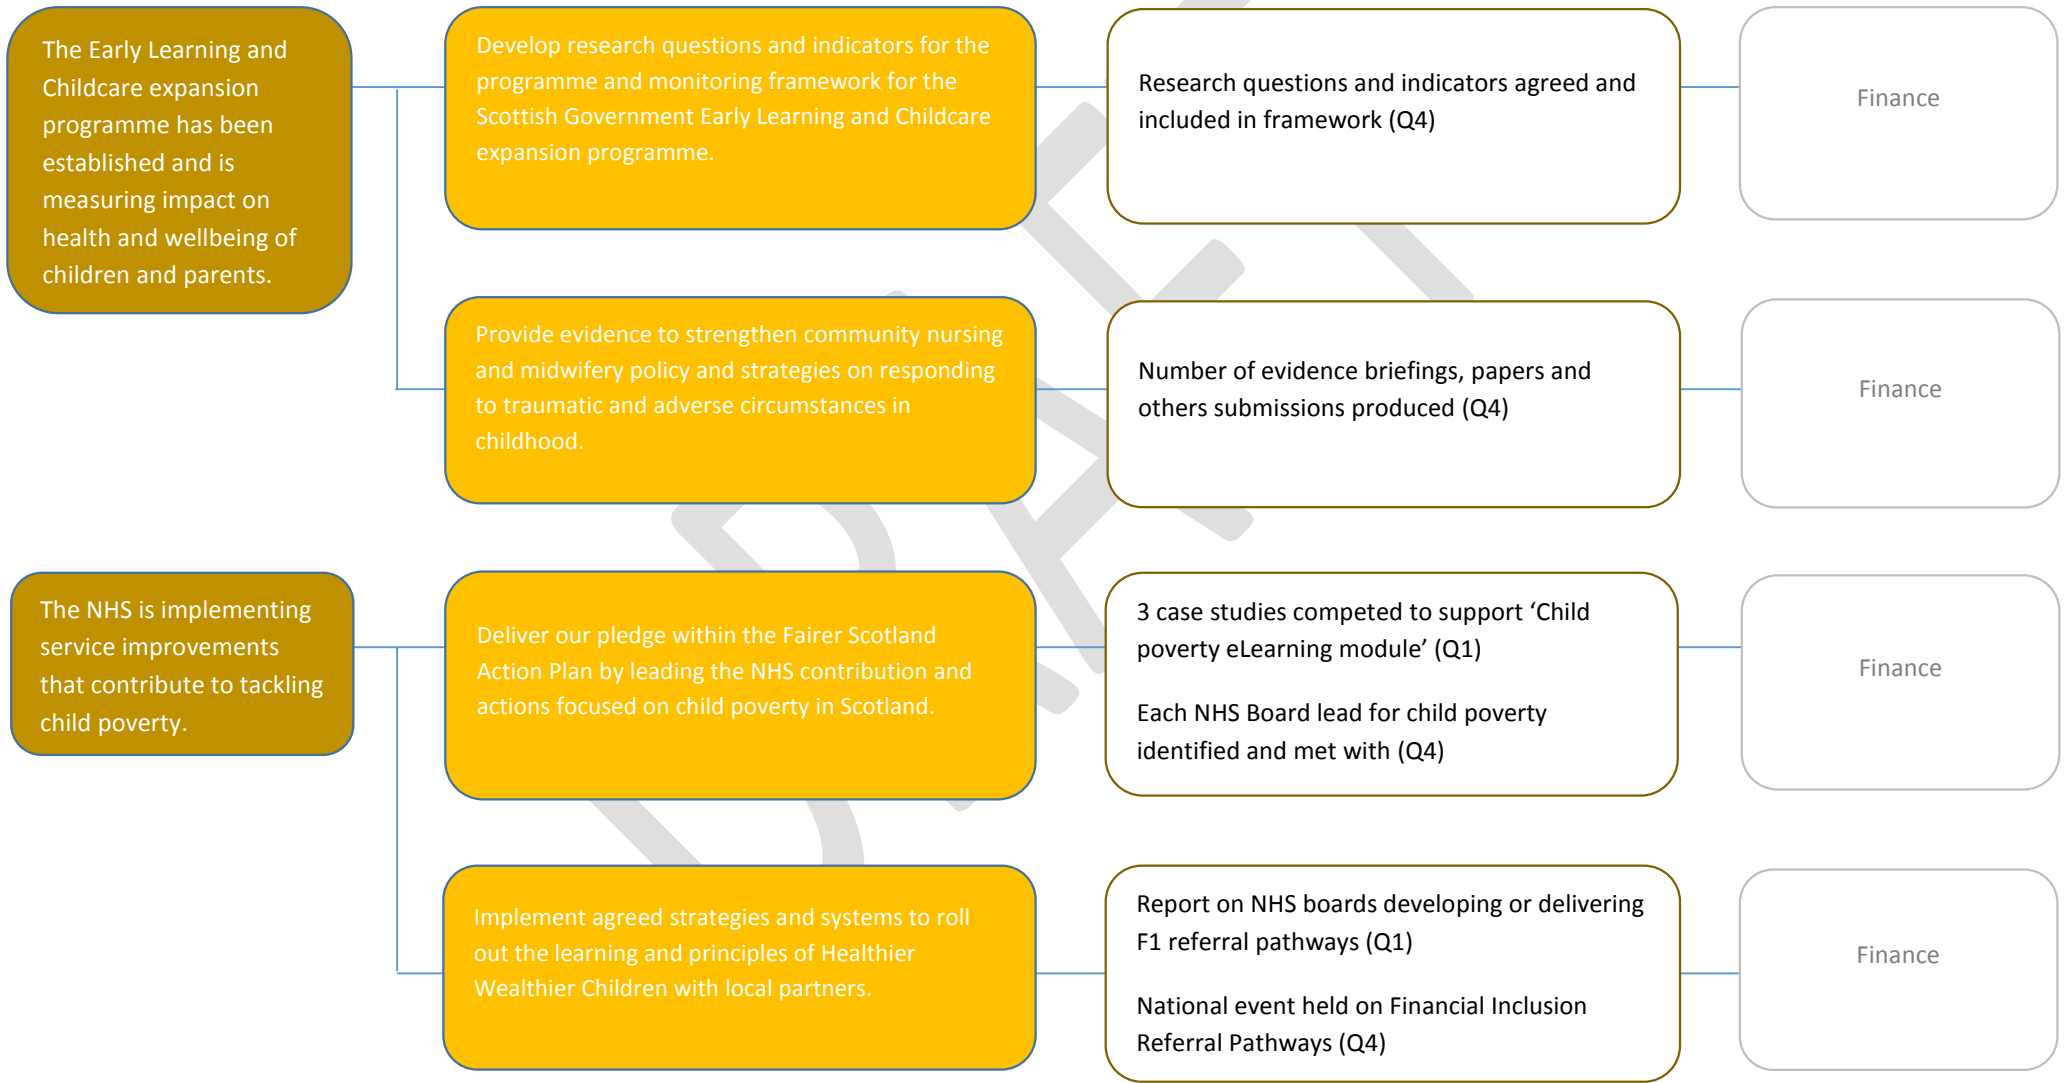 The Early Learning and
Childcare expansion
programme has been
established and is
measuring impact on
health and wellbeing of
children and parents.
Develop research questions and indicators for the
programme and monitoring framework for the
Scottish Government Early Learning and Childcare
expansion programme.
Research questions and indicators agreed and
included in framework (Q4)
Finance
Provide evidence to strengthen community nursing
and midwifery policy and strategies on responding
to traumatic and adverse circumstances in
childhood.
Number of evidence briefings, papers and
others submissions produced (Q4)
Finance
The NHS is implementing
service improvements
that contribute to tackling
child poverty.
Deliver our pledge within the Fairer Scotland
Action Plan by leading the NHS contribution and
actions focused on child poverty in Scotland.
3 case studies competed to support ‘Child
poverty eLearning module’ (Q1)
Each NHS Board lead for child poverty
identified and met with (Q4)
Finance
Implement agreed strategies and systems to roll
out the learning and principles of Healthier
Wealthier Children with local partners.
Report on NHS boards developing or delivering
F1 referral pathways (Q1)
National event held on Financial Inclusion
Referral Pathways (Q4)
Finance
DRAFT